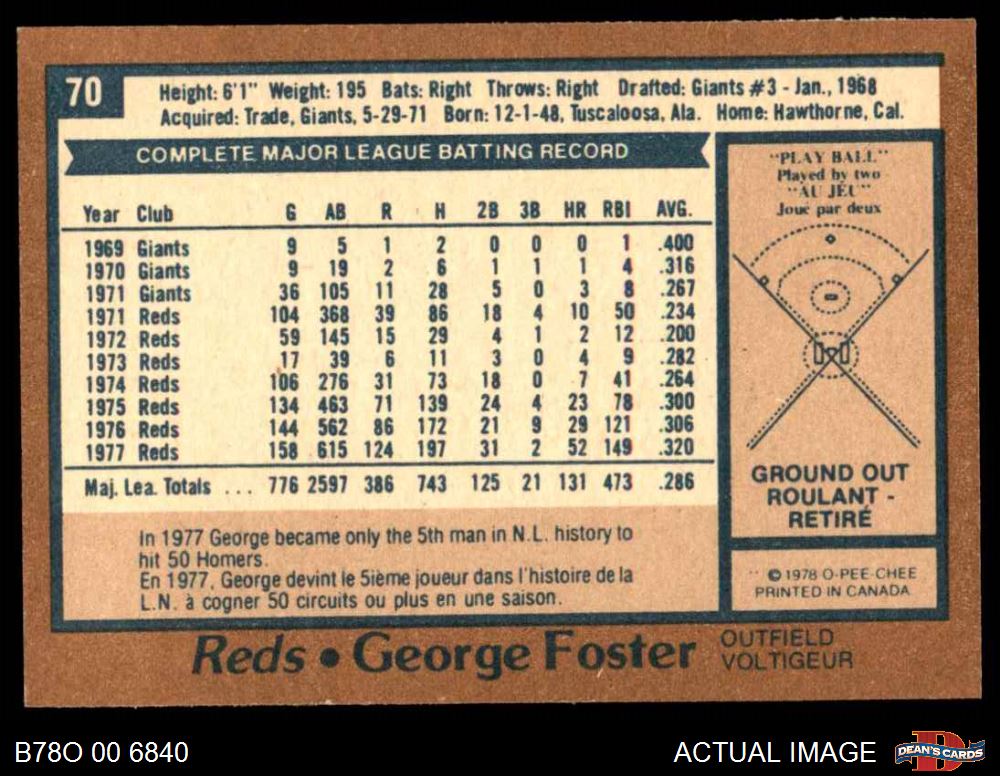 70
Height: 6'1" Weight: 195 Bats: Right Throws: Right Drafted: Giants #3 - Jan., 1968
Acquired: Trade, Giants, 5-29-71 Born: 12-1-48, Tuscaloosa, Ala. Home: Hawthorne, Cal.
COMPLETE MAJOR LEAGUE BATTING RECORD
Year Club G AB R H 2B 3B HR RBI AVG.
1969 Giants 9 5 1 2 0 0 0 1 .400
1970 Giants 9 19 2 6 1 1 1 4 .316
1971 Giants 36 105 11 28 5 0 3 8 .267
1971 Reds 104 368 39 86 18 4 10 50 .234
1972 Reds 59 145 15 29 4 1 2 12 .200
1973 Reds 17 39 6 11 3 0 4 9 .282
1974 Reds 106 276 31 73 18 0 7 41 .264
1975 Reds 134 463 71 139 24 4 23 78 .300
1976 Reds 144 562 86 172 21 9 29 121 .306
1977 Reds 158 615 124 197 31 2 52 149 .320
Maj. Lea. Totals ... 776 2597 386 743 125 21 131 473 .286
In 1977 George became only the 5th man in N.L. history to
hit 50 Homers.
En 1977, George devint le 5ième joueur dans l'histoire de la
L.N. à cogner 50 circuits ou plus en une saison.
"PLAY BALL"
Played by two
"AU JEU"
Joué par deux
GROUND OUT
ROULANT -
RETIRÉ
© 1978 O-PEE-CHEE
PRINTED IN CANADA
Reds • George Foster
OUTFIELD
VOLTIGEUR
B78O 00 6840
ACTUAL IMAGE
DEAN'S CARDS